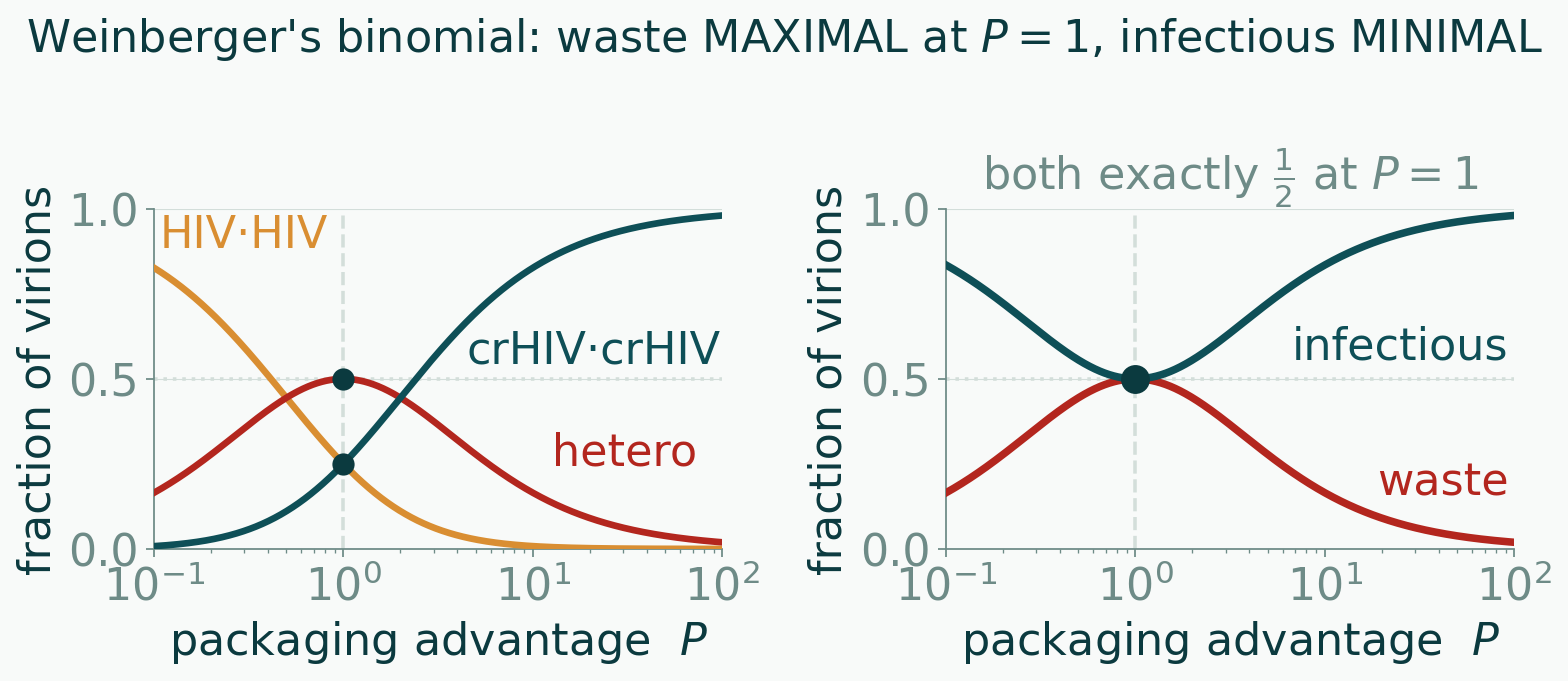 Weinberger's binomial: waste MAXIMAL at P = 1, infectious MINIMAL
fraction of virions
1.0
0.5
0.0
HIV·HIV
crHIV·crHIV
hetero
10⁻¹
10⁰
10¹
10²
packaging advantage P
both exactly ½ at P = 1
fraction of virions
1.0
0.5
0.0
infectious
waste
10⁻¹
10⁰
10¹
10²
packaging advantage P